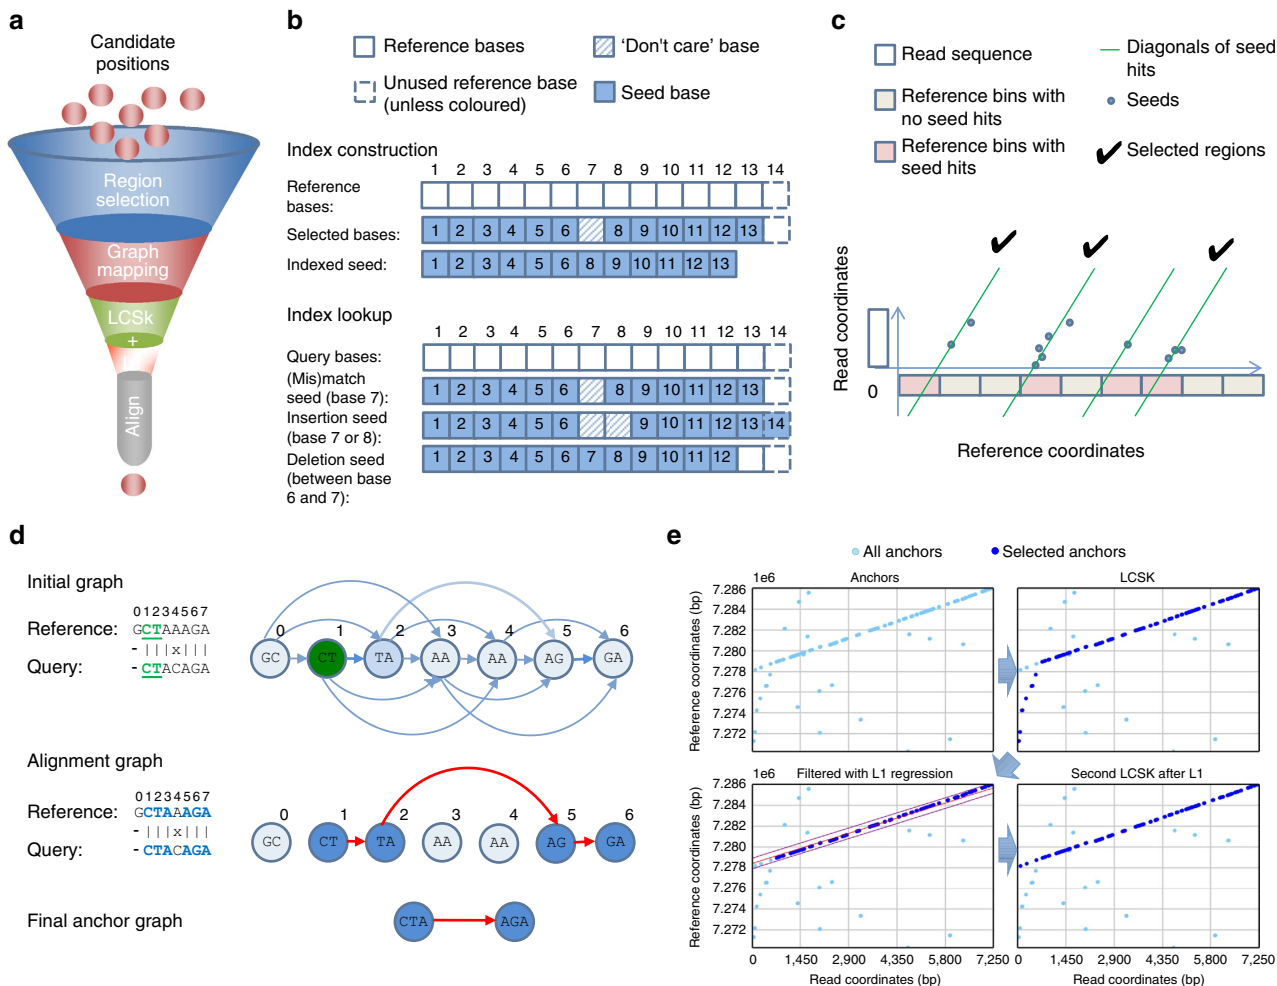 a
Candidate
positions
Region
selection
Graph
mapping
LCSk
+
Align
b
Reference bases
'Don't care' base
Unused reference base
(unless coloured)
Seed base
Index construction
1 2 3 4 5 6 7 8 9 10 11 12 13 14
Reference
bases:
Selected bases: 1 2 3 4 5 6 8 9 10 11 12 13
Indexed seed: 1 2 3 4 5 6 8 9 10 11 12 13
Index lookup
1 2 3 4 5 6 7 8 9 10 11 12 13 14
Query bases:
(Mis)match
seed (base 7): 1 2 3 4 5 6 8 9 10 11 12 13
Insertion seed
(base 7 or 8): 1 2 3 4 5 6 9 10 11 12 13 14
Deletion seed
(between base
6 and 7): 1 2 3 4 5 6 7 8 9 10 11 12
c
Read sequence
Diagonals of seed
hits
Reference bins with
no seed hits
Seeds
Reference bins with
seed hits
Selected regions
Read coordinates
0
Reference coordinates
d
Initial graph
01234567
Reference: GCTAAAGA
- |||x|||
Query: - CTACAGA
0 1 2 3 4 5 6
GC CT TA AA AA AG GA
Alignment graph
01234567
Reference: GCTAAAGA
- |||x|||
Query: - CTACAGA
0 1 2 3 4 5 6
GC CT TA AA AA AG GA
Final anchor graph
CTA AGA
e
All anchors
Selected anchors
1e6
Anchors
LCSK
Reference coordinates (bp)
7.286
7.284
7.282
7.280
7.278
7.276
7.274
7.272
1e6
Filtered with L1 regression
Second LCSK after L1
Reference coordinates (bp)
7.286
7.284
7.282
7.280
7.278
7.276
7.274
7.272
0 1,450 2,900 4,350 5,800 7,250
0 1,450 2,900 4,350 5,800 7,250
Read coordinates (bp)
Read coordinates (bp)